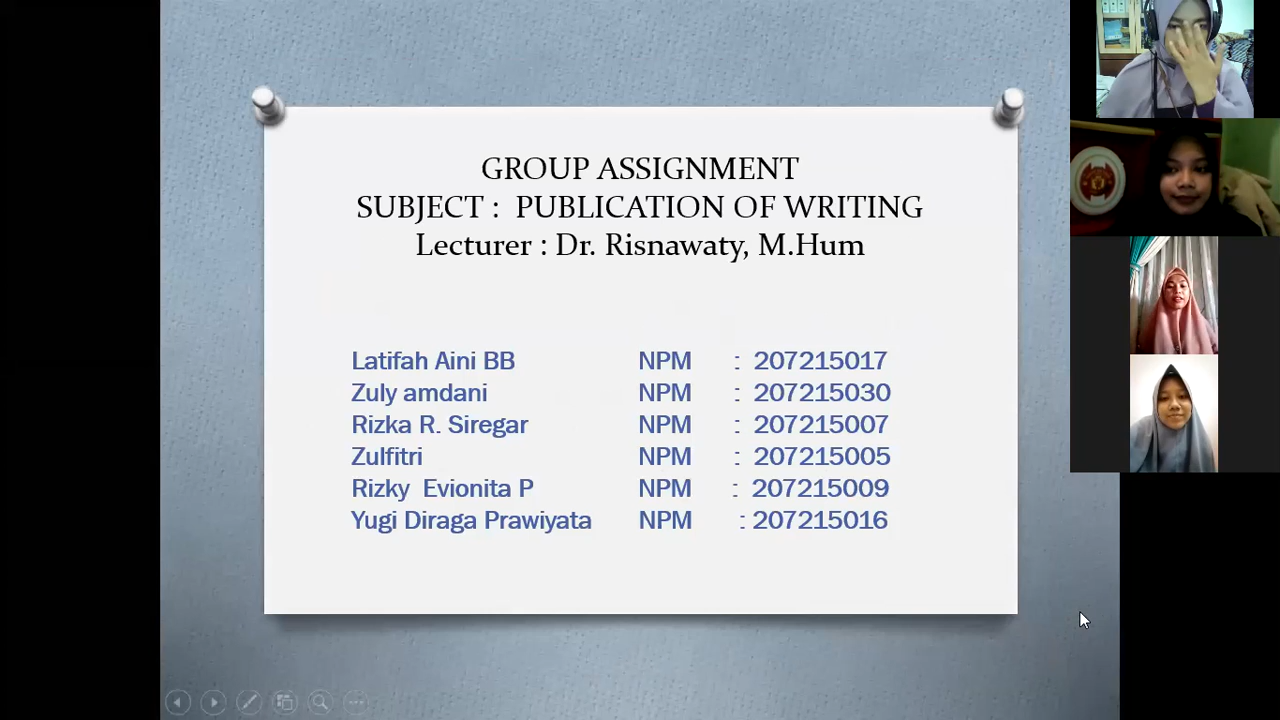 GROUP ASSIGNMENT
SUBJECT : PUBLICATION OF WRITING
Lecturer : Dr. Risnawaty, M.Hum
Latifah Aini BB NPM : 207215017
Zuly amdani NPM : 207215030
Rizka R. Siregar NPM : 207215007
Zulfitri NPM : 207215005
Rizky Evionita P NPM : 207215009
Yugi Diraga Prawiyata NPM : 207215016